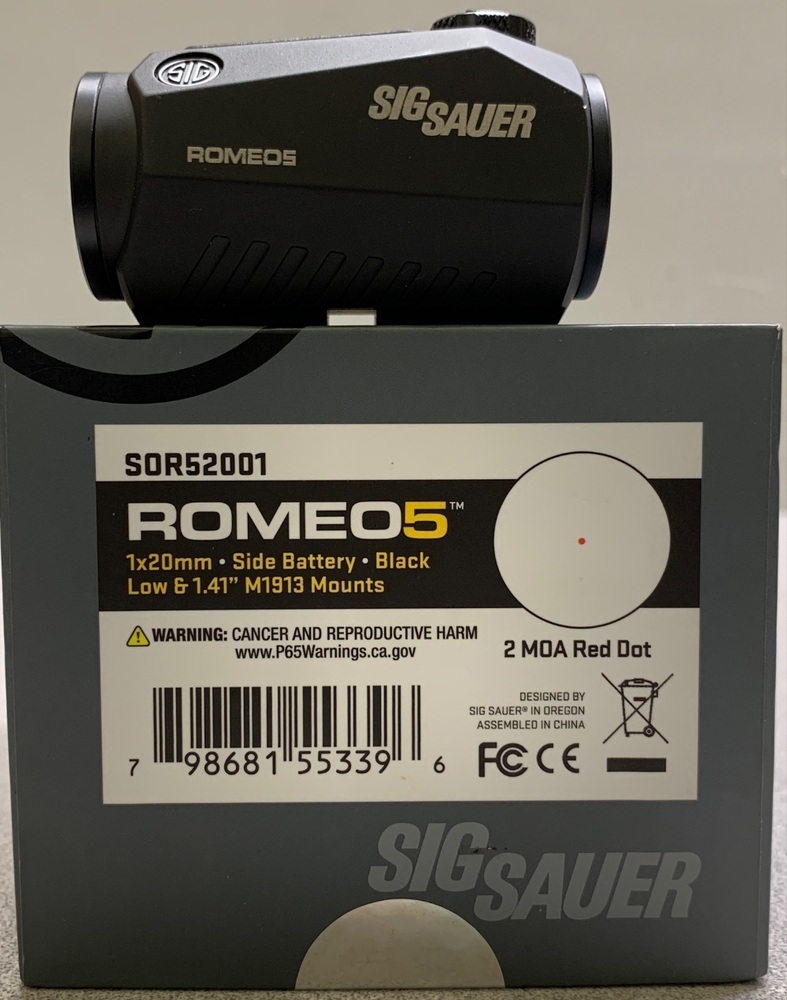 SIG
SIG SAUER
ROMEO5
SOR52001
ROMEO5™
1x20mm • Side Battery • Black
Low & 1.41” M1913 Mounts
WARNING: CANCER AND REPRODUCTIVE HARM
www.P65Warnings.ca.gov
2 MOA Red Dot
DESIGNED BY
SIG SAUER® IN OREGON
ASSEMBLED IN CHINA
FC CE
7 98681 55339 6
SIG SAUER